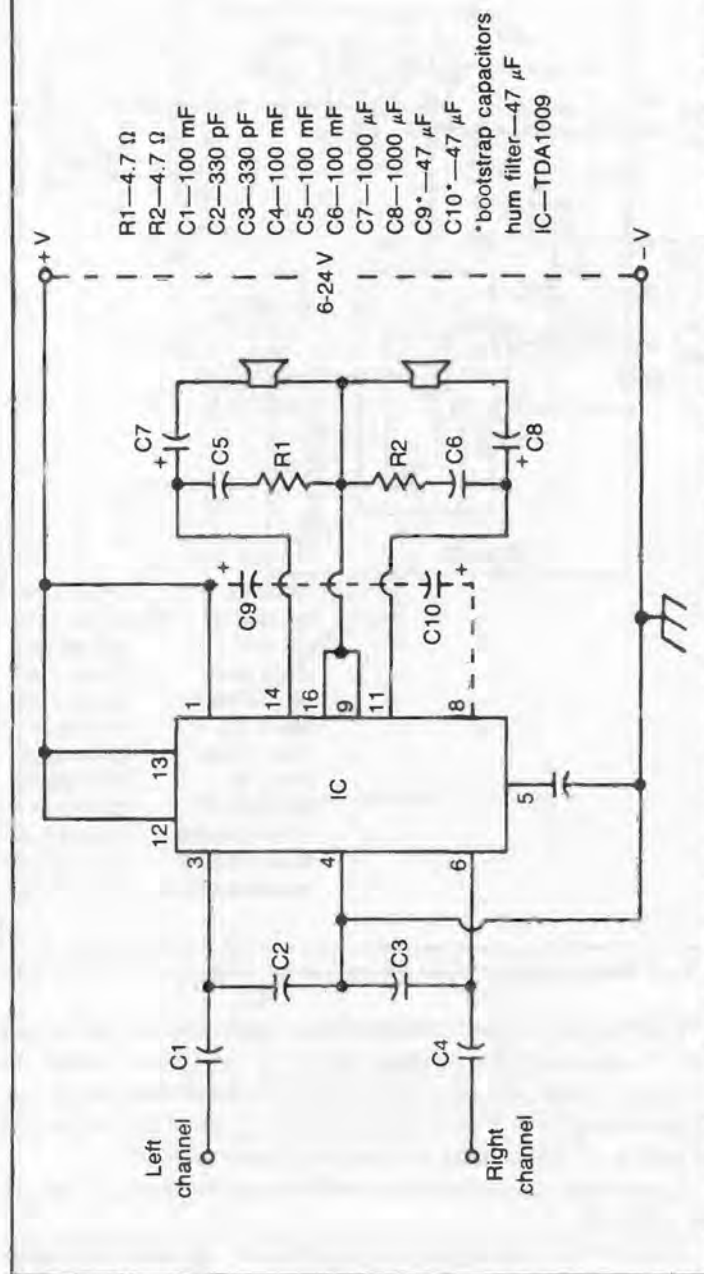 + V
12
13
R1—4.7 Ω
R2—4.7 Ω
C1—100 mF
C2—330 pF
C3—330 pF
C4—100 mF
C5—100 mF
C6—100 mF
C7—1000 µF
C8—1000 µF
C9*—47 µF
C10*—47 µF
*bootstrap capacitors
hum filter—47 µF
IC—TDA1009
Left
channel
C1
3
1
C7
+
C5
R1
C2
C9
+
14
4
IC
16
9
6-24 V
C3
C10
+
11
R2
C6
C8
+
Right
channel
C4
6
8
5
– V